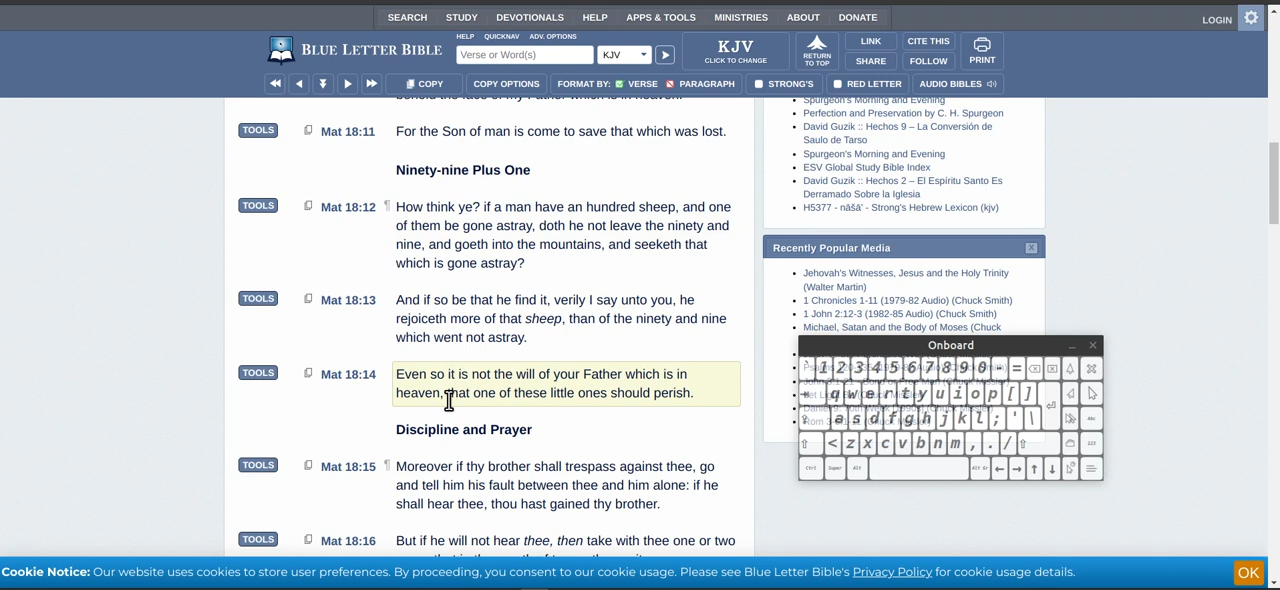 SEARCH STUDY DEVOTIONALS HELP APPS & TOOLS MINISTRIES ABOUT DONATE
LOGIN
BLUE LETTER BIBLE
HELP QUICKNAV ADV. OPTIONS
Verse or Word(s) KJV
KJV
CLICK TO CHANGE
RETURN
TO TOP
LINK CITE THIS
SHARE FOLLOW
PRINT
COPY COPY OPTIONS FORMAT BY: VERSE PARAGRAPH STRONG'S RED LETTER AUDIO BIBLES
TOOLS Mat 18:11 For the Son of man is come to save that which was lost.
Ninety-nine Plus One
TOOLS Mat 18:12 ¶ How think ye? if a man have an hundred sheep, and one
of them be gone astray, doth he not leave the ninety and
nine, and goeth into the mountains, and seeketh that
which is gone astray?
TOOLS Mat 18:13 And if so be that he find it, verily I say unto you, he
rejoiceth more of that sheep, than of the ninety and nine
which went not astray.
TOOLS Mat 18:14 Even so it is not the will of your Father which is in
heaven, that one of these little ones should perish.
Discipline and Prayer
TOOLS Mat 18:15 ¶ Moreover if thy brother shall trespass against thee, go
and tell him his fault between thee and him alone: if he
shall hear thee, thou hast gained thy brother.
TOOLS Mat 18:16 But if he will not hear thee, then take with thee one or two
Spurgeon's Morning and Evening
Perfection and Preservation by C. H. Spurgeon
David Guzik :: Hechos 9 – La Conversión de
Saulo de Tarso
Spurgeon's Morning and Evening
ESV Global Study Bible Index
David Guzik :: Hechos 2 – El Espíritu Santo Es
Derramado Sobre la Iglesia
H5377 - nāšā' - Strong's Hebrew Lexicon (kjv)
Recently Popular Media X
Jehovah's Witnesses, Jesus and the Holy Trinity
(Walter Martin)
1 Chronicles 1-11 (1979-82 Audio) (Chuck Smith)
1 John 2:12-3 (1982-85 Audio) (Chuck Smith)
Michael, Satan and the Body of Moses (Chuck
Onboard
` 1 2 3 4 5 6 7 8 9 0 - =
q w e r t y u i o p [ ]
a s d f g h j k l ; ' \
< z x c v b n m , . /
Ctrl Super Alt Alt Gr
Abc
123
Cookie Notice: Our website uses cookies to store user preferences. By proceeding, you consent to our cookie usage. Please see Blue Letter Bible's Privacy Policy for cookie usage details. OK